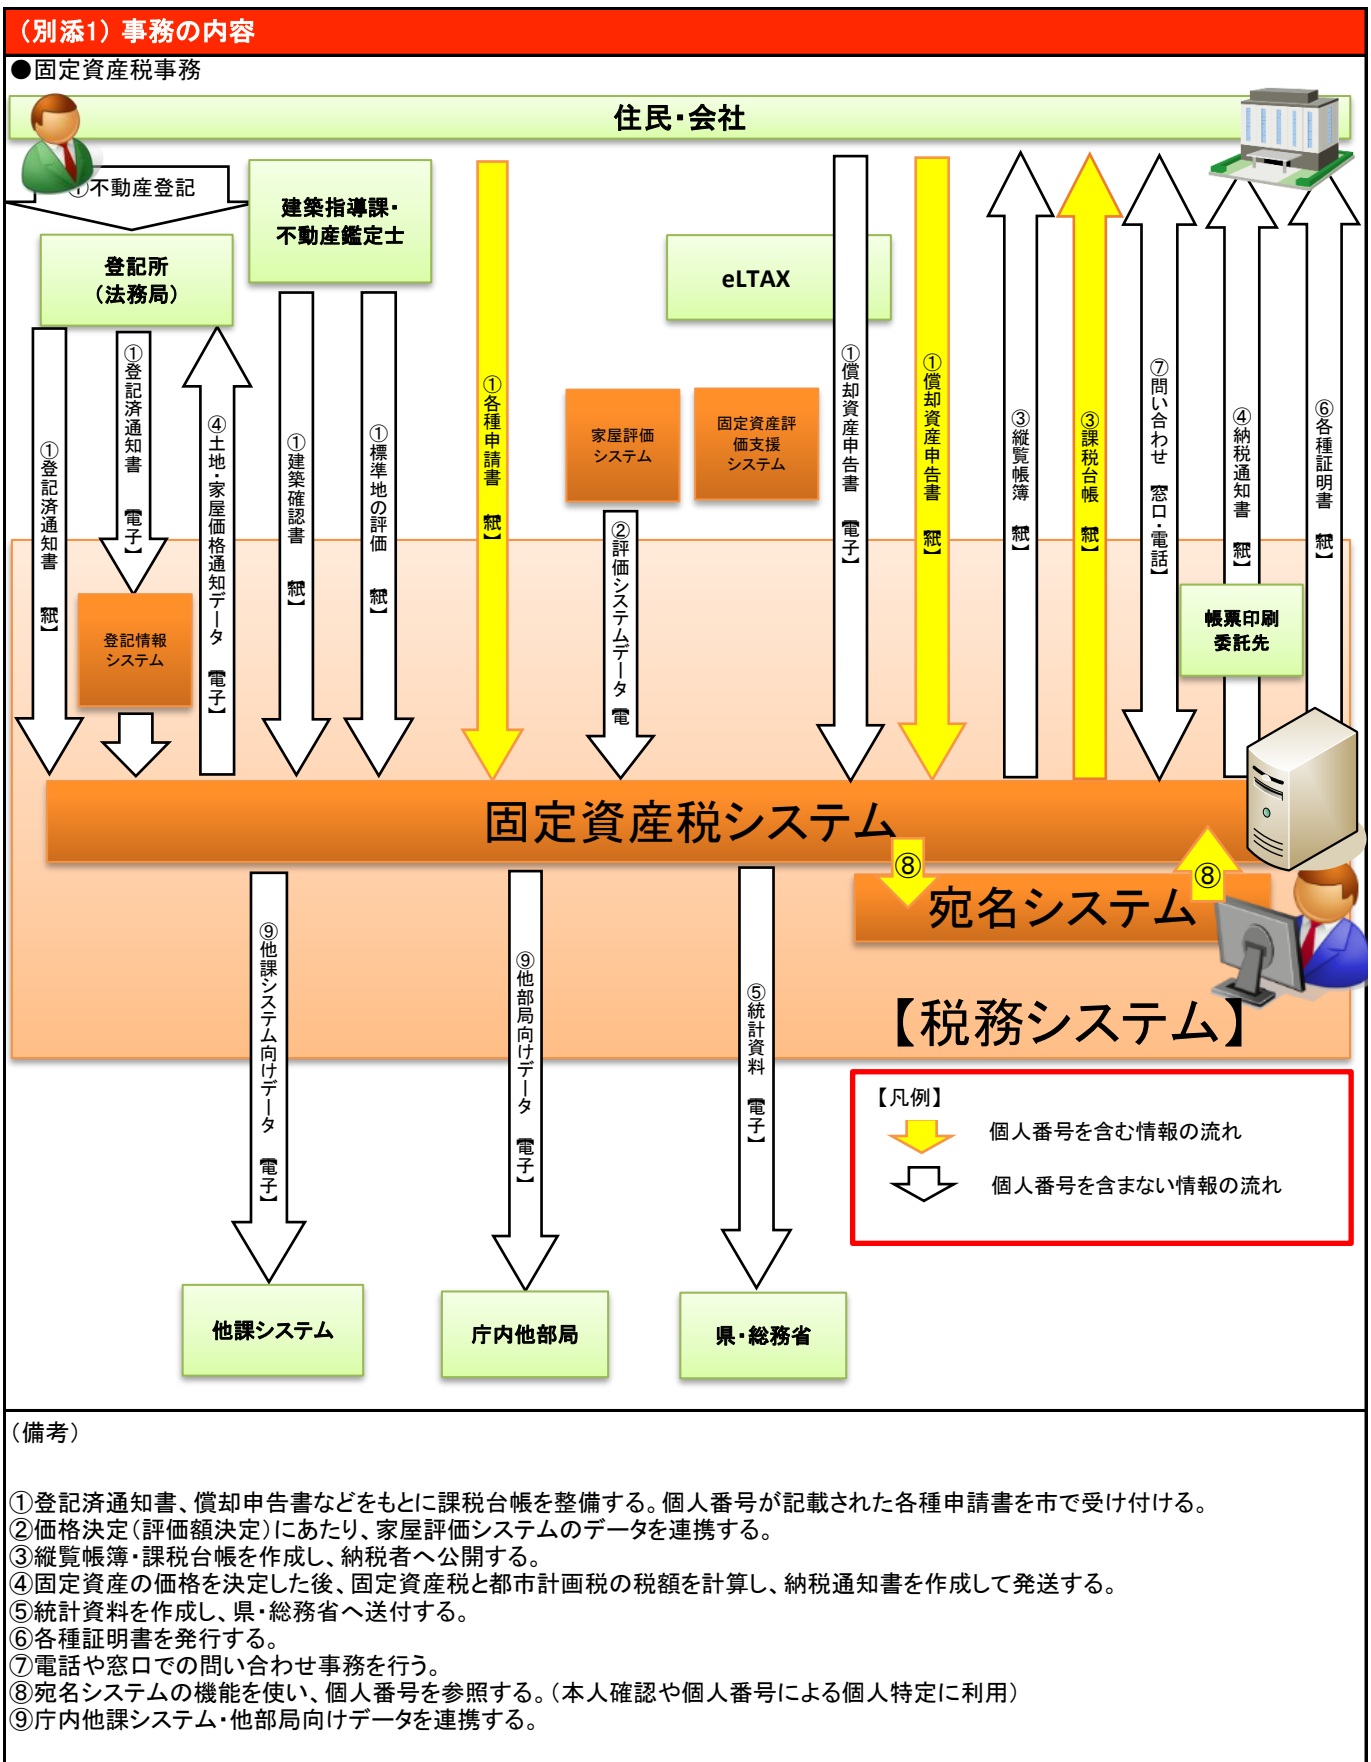 （別添1） 事務の内容
●固定資産税事務
住民・会社
①不動産登記
建築指導課・
不動産鑑定士
登記所
（法務局）
eLTAX
①登記済通知書 【紙】
①登記済通知書 【電子】
④土地・家屋価格通知データ 【電子】
①建築確認書 【紙】
①標準地の評価 【紙】
①各種申請書 【紙】
家屋評価
システム
固定資産評
価支援
システム
②評価システムデータ 【電
①償却資産申告書 【電子】
①償却資産申告書 【紙】
③縦覧帳簿 【紙】
③課税台帳 【紙】
⑦問い合わせ 【窓口・電話】
④納税通知書 【紙】
⑥各種証明書 【紙】
登記情報
システム
帳票印刷
委託先
固定資産税システム
⑧
⑧
宛名システム
【税務システム】
⑨他課システム向けデータ 【電子】
⑨他部局向けデータ 【電子】
⑤統計資料 【電子】
【凡例】
個人番号を含む情報の流れ
個人番号を含まない情報の流れ
他課システム
庁内他部局
県・総務省
（備考）
①登記済通知書、償却申告書などをもとに課税台帳を整備する。個人番号が記載された各種申請書を市で受け付ける。
②価格決定（評価額決定）にあたり、家屋評価システムのデータを連携する。
③縦覧帳簿・課税台帳を作成し、納税者へ公開する。
④固定資産の価格を決定した後、固定資産税と都市計画税の税額を計算し、納税通知書を作成して発送する。
⑤統計資料を作成し、県・総務省へ送付する。
⑥各種証明書を発行する。
⑦電話や窓口での問い合わせ事務を行う。
⑧宛名システムの機能を使い、個人番号を参照する。（本人確認や個人番号による個人特定に利用）
⑨庁内他課システム・他部局向けデータを連携する。